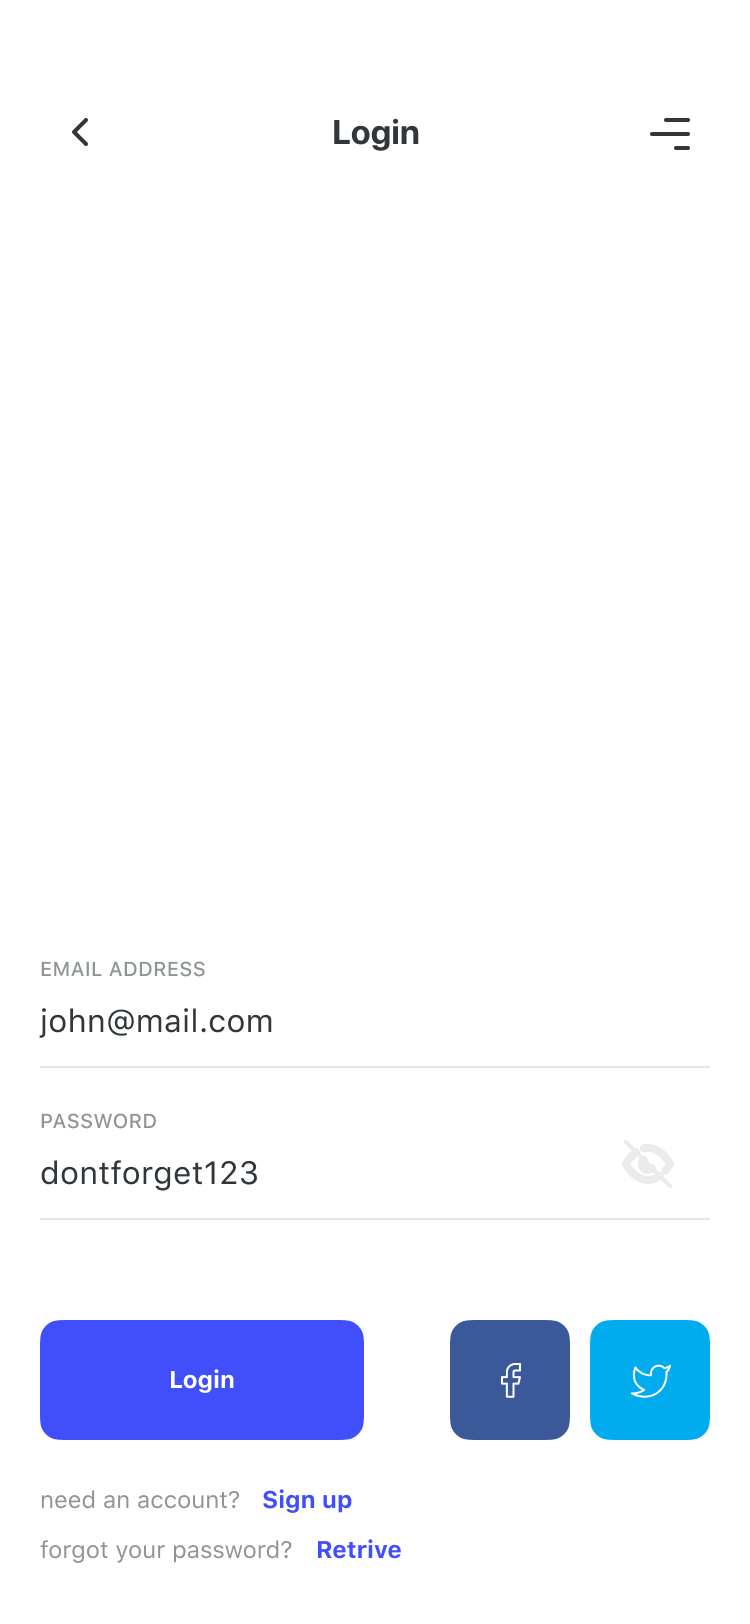 Login
EMAIL ADDRESS
john@mail.com
PASSWORD
dontforget123
Login
need an account? Sign up
forgot your password? Retrive